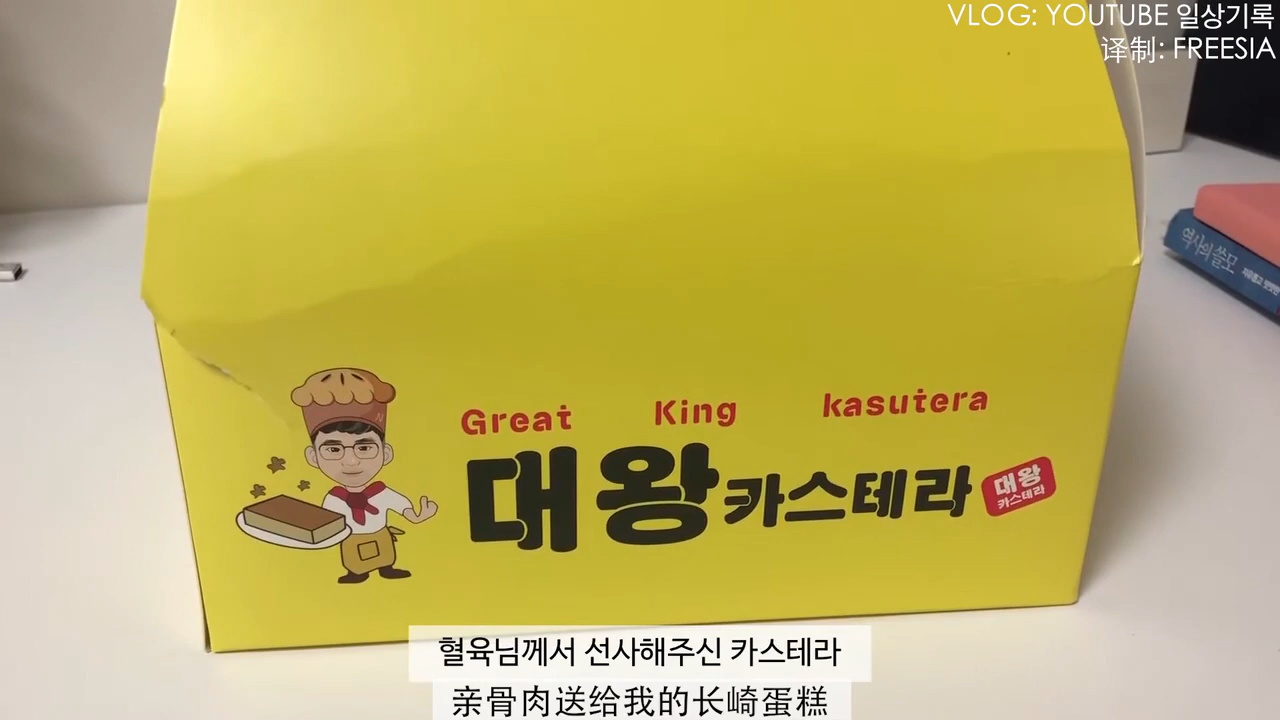 VLOG: YOUTUBE 일상기록
译制: FREESIA
역사의 쓸모
Great King kasutera
대왕카스테라
대왕
카스테라
혈육님께서 선사해주신 카스테라
亲骨肉送给我的长崎蛋糕